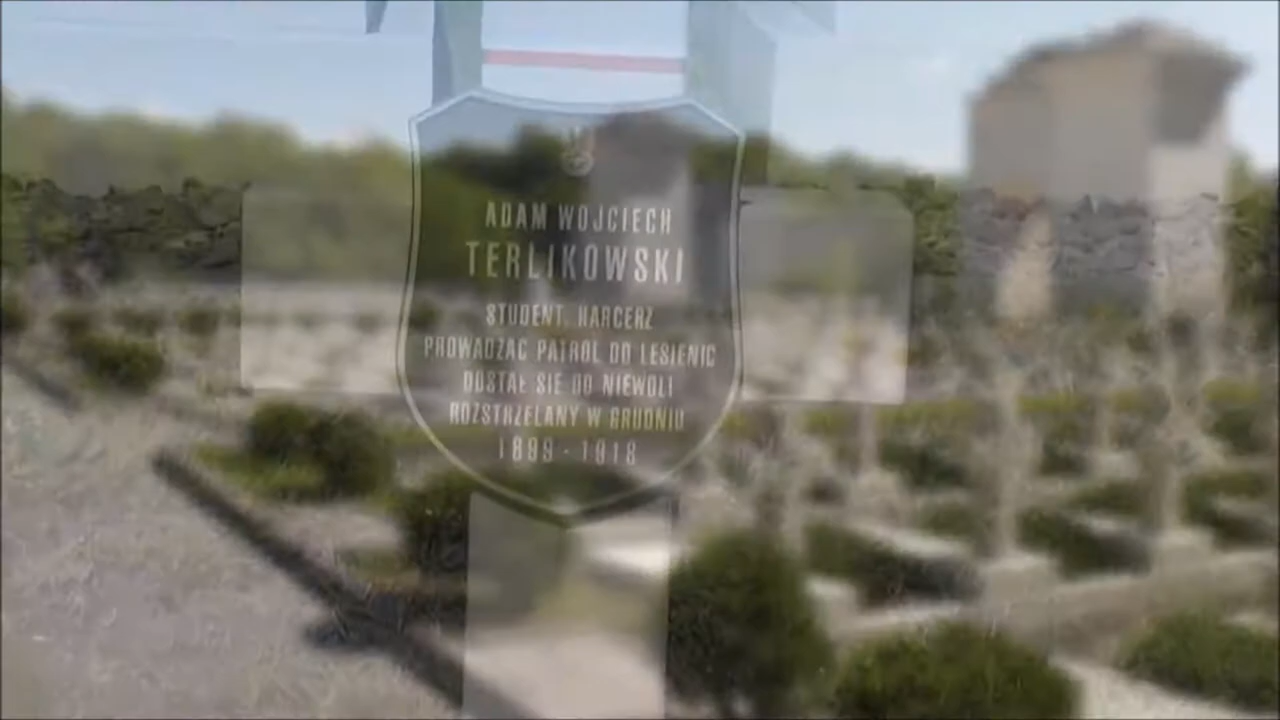 ADAM WOJCIECH
TERLIKOWSKI
STUDENT, HARCERZ
PROWADZĄC PATROL DO LESIENIC
DOSTAŁ SIĘ DO NIEWOLI
ROZSTRZELANY W GRUDNIU
1899 - 1918